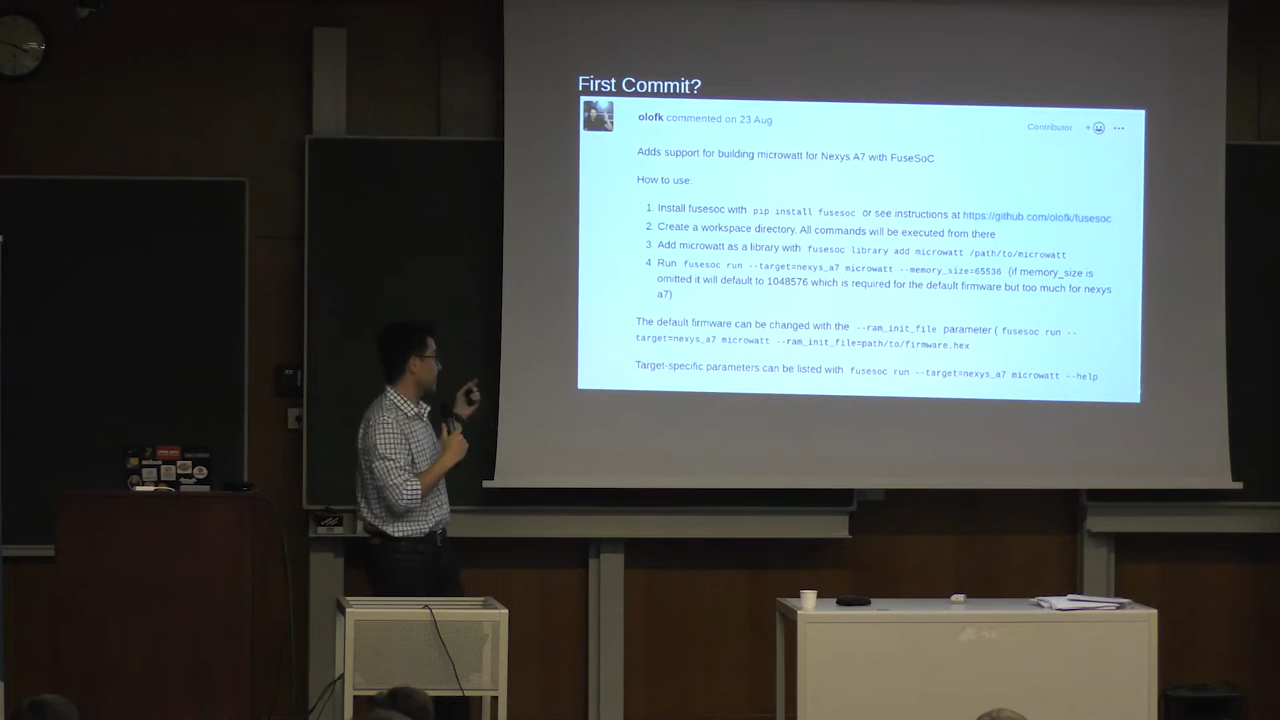 First Commit?
olofk commented on 23 Aug
Contributor
Adds support for building microwatt for Nexys A7 with FuseSoC
How to use:
1. Install fusesoc with pip install fusesoc or see instructions at https://github.com/olofk/fusesoc
2. Create a workspace directory. All commands will be executed from there
3. Add microwatt as a library with fusesoc library add microwatt /path/to/microwatt
4. Run fusesoc run --target=nexys_a7 microwatt --memory_size=65536 (if memory_size is
omitted it will default to 1048576 which is required for the default firmware but too much for nexys
a7)
The default firmware can be changed with the --ram_init_file parameter ( fusesoc run --
target=nexys_a7 microwatt --ram_init_file=path/to/firmware.hex
Target-specific parameters can be listed with fusesoc run --target=nexys_a7 microwatt --help